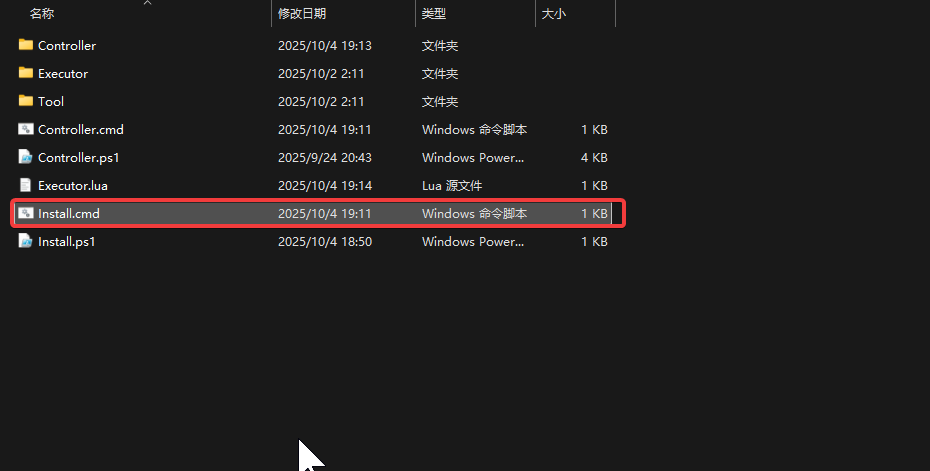 名称 修改日期 类型 大小
Controller 2025/10/4 19:13 文件夹
Executor 2025/10/2 2:11 文件夹
Tool 2025/10/2 2:11 文件夹
Controller.cmd 2025/10/4 19:11 Windows 命令脚本 1 KB
Controller.ps1 2025/9/24 20:43 Windows Power... 4 KB
Executor.lua 2025/10/4 19:14 Lua 源文件 1 KB
Install.cmd 2025/10/4 19:11 Windows 命令脚本 1 KB
Install.ps1 2025/10/4 18:50 Windows Power... 1 KB